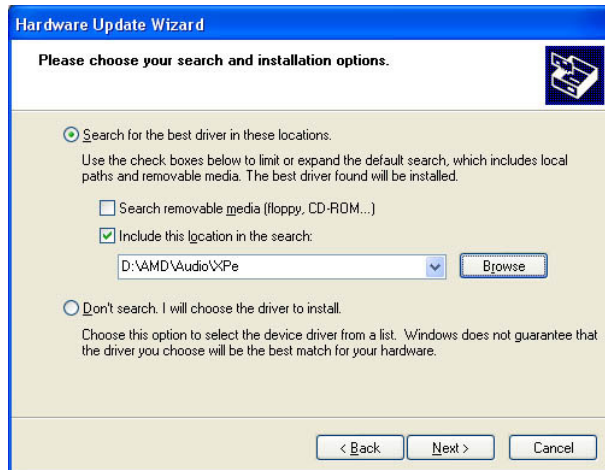 Hardware Update Wizard
Please choose your search and installation options.
Search for the best driver in these locations.
Use the check boxes below to limit or expand the default search, which includes local
paths and removable media. The best driver found will be installed.
Search removable media (floppy, CD-ROM...)
Include this location in the search:
D:\AMD\Audio\XPe
Browse
Don't search. I will choose the driver to install.
Choose this option to select the device driver from a list. Windows does not guarantee that
the driver you choose will be the best match for your hardware.
< Back Next > Cancel